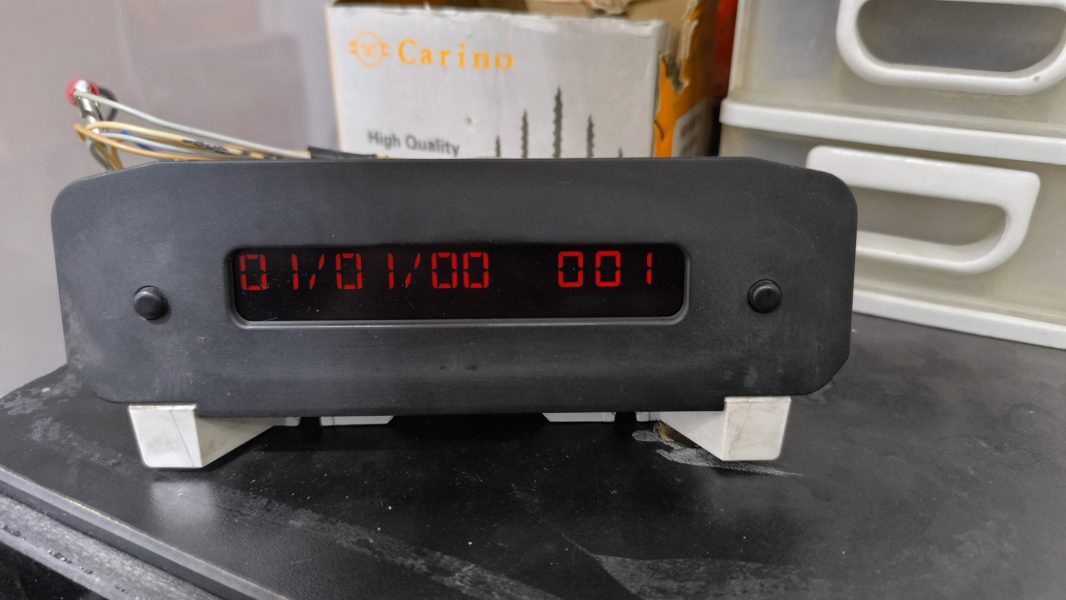 Carino
High Quality
01/01/00 001